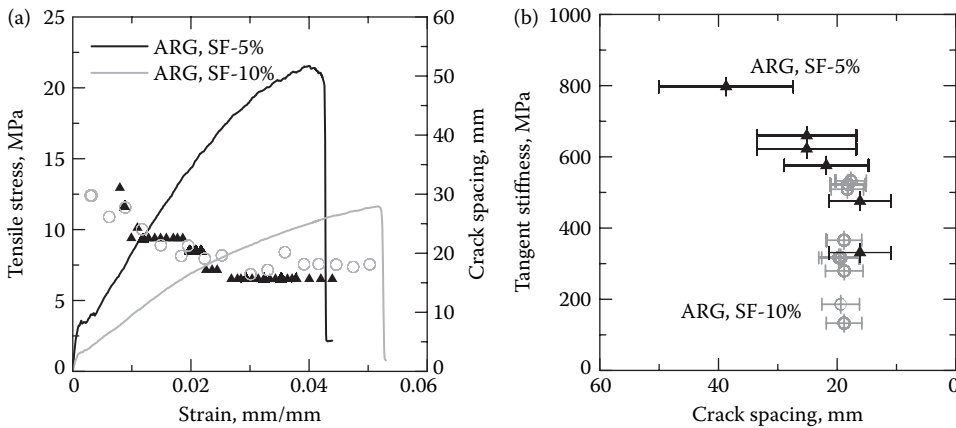 (a)
25
20
15
10
5
0
Tensile stress, MPa
ARG, SF-5%
ARG, SF-10%
60
50
40
30
20
10
0
Crack spacing, mm
0
0.02
0.04
0.06
Strain, mm/mm
(b)
1000
800
600
400
200
0
Tangent stiffness, MPa
ARG, SF-5%
ARG, SF-10%
60
40
20
0
Crack spacing, mm